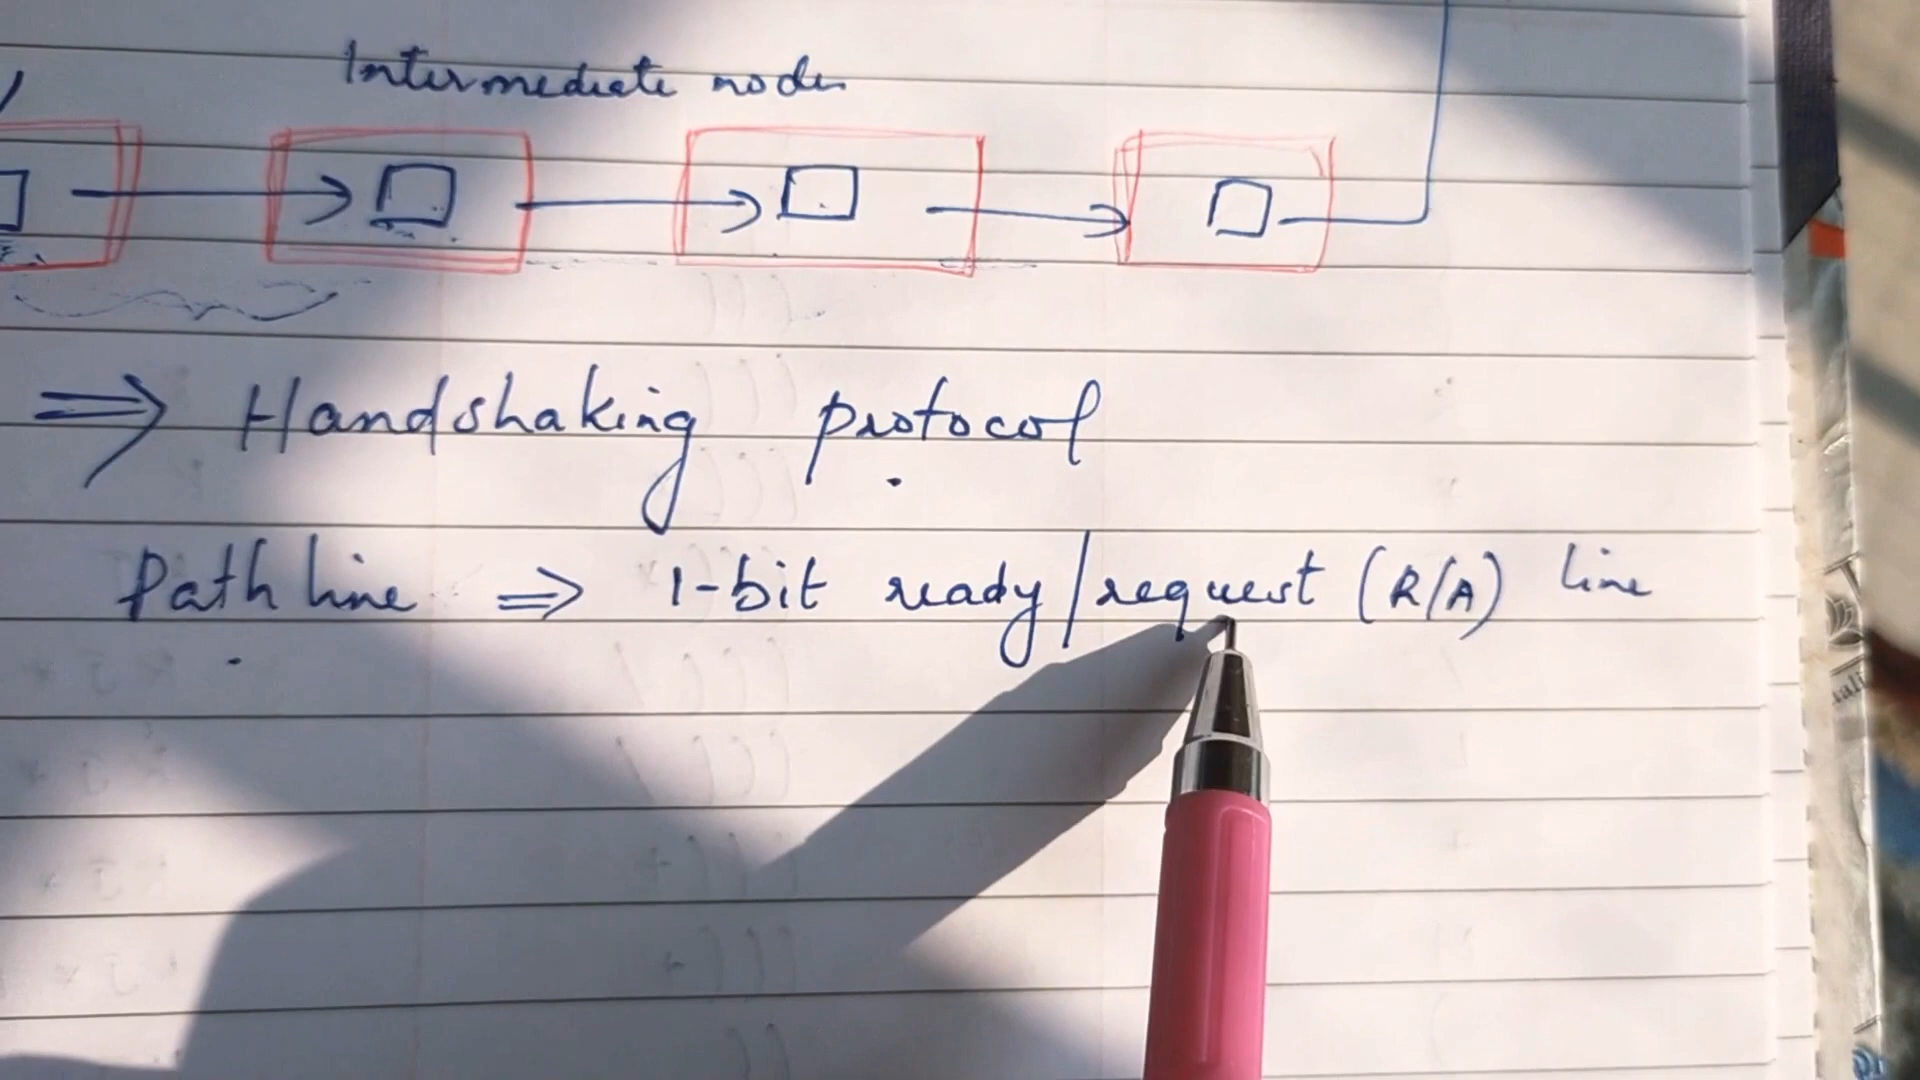 Intermediate nodes
⇒ Handshaking protocol
Path line ⇒ 1-bit ready/request (R/A) line